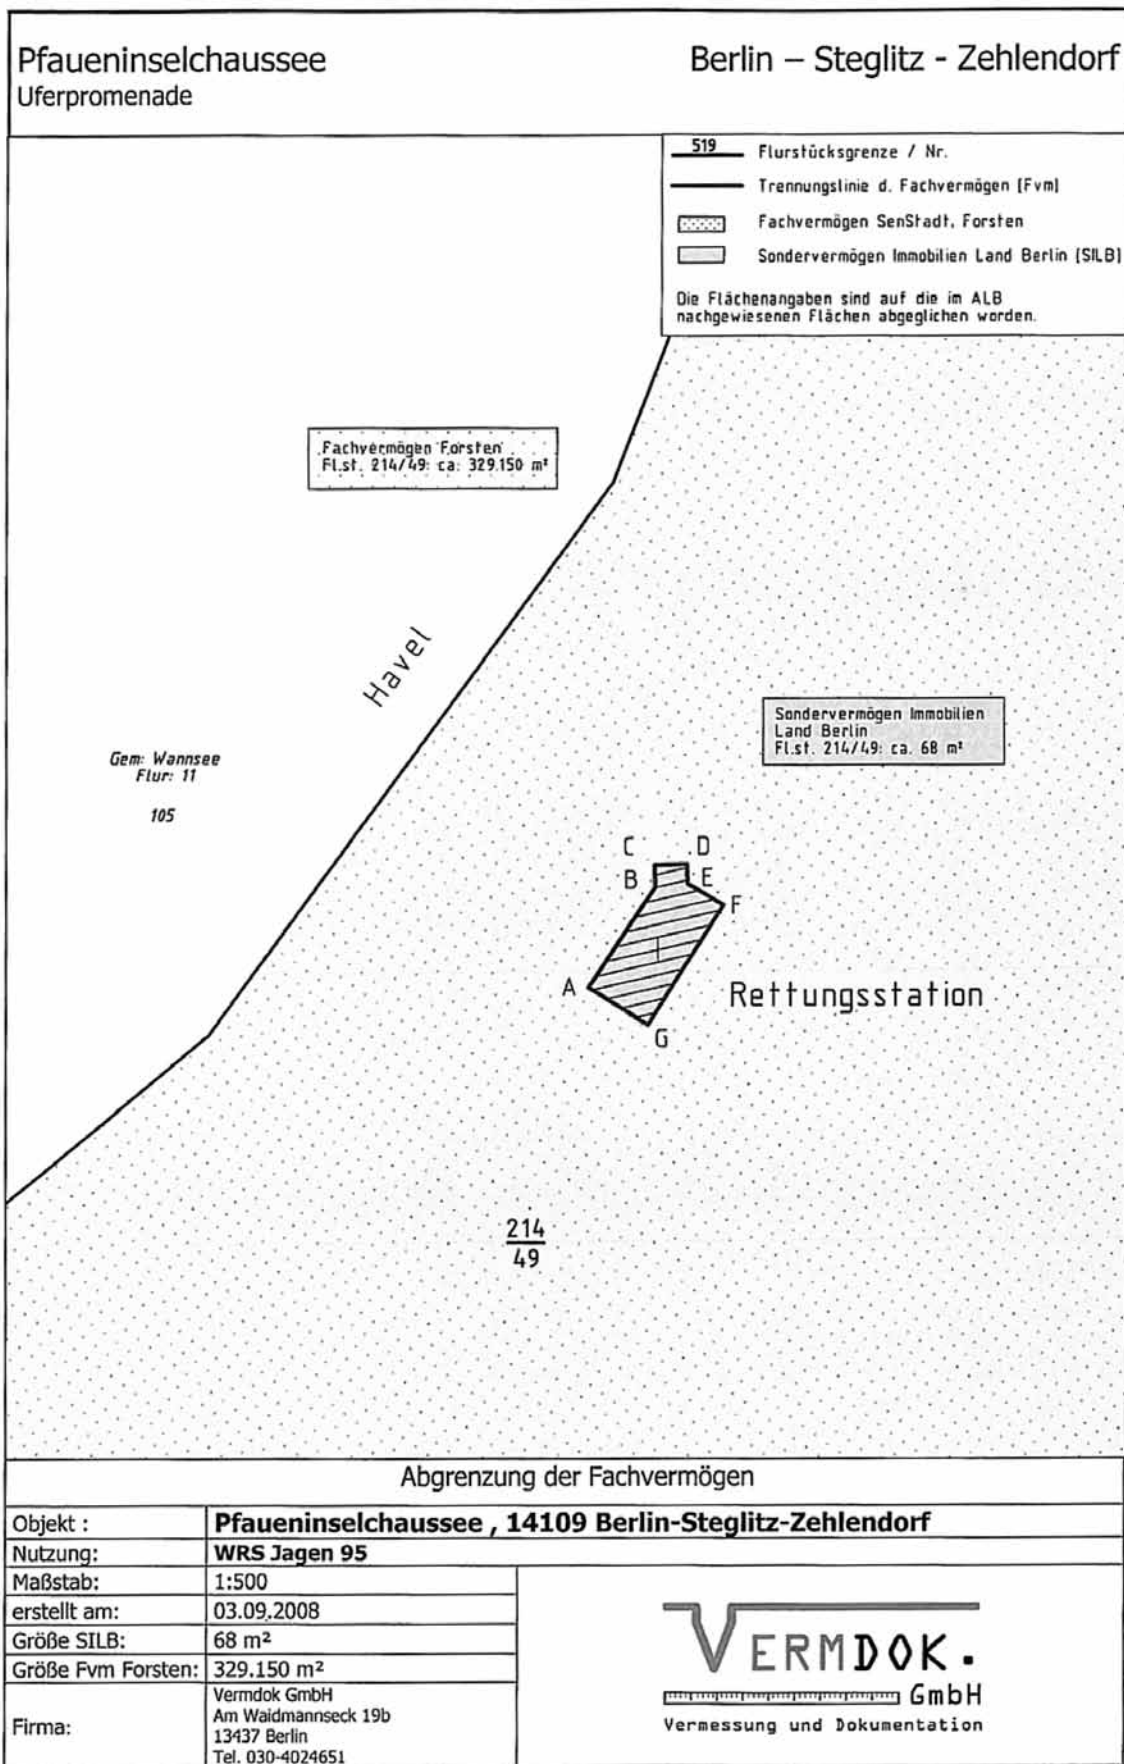 Pfaueninselchaussee
Uferpromenade
Berlin – Steglitz - Zehlendorf
519 Flurstücksgrenze / Nr.
Trennungslinie d. Fachvermögen (Fvm)
Fachvermögen SenStadt, Forsten
Sondervermögen Immobilien Land Berlin (SILB)
Die Flächenangaben sind auf die im ALB
nachgewiesenen Flächen abgeglichen worden.
Fachvermögen Forsten
Fl.st. 214/49: ca. 329.150 m²
Havel
Sondervermögen Immobilien
Land Berlin
Fl.st. 214/49: ca. 68 m²
Gem: Wannsee
Flur: 11
105
C D
B E
F
A
Rettungsstation
G
214
49
Abgrenzung der Fachvermögen
Objekt : Pfaueninselchaussee , 14109 Berlin-Steglitz-Zehlendorf
Nutzung: WRS Jagen 95
Maßstab: 1:500
erstellt am: 03.09.2008
Größe SILB: 68 m²
Größe Fvm Forsten: 329.150 m²
Firma: Vermdok GmbH
Am Waidmannseck 19b
13437 Berlin
Tel. 030-4024651
VERMDOK.
GmbH
Vermessung und Dokumentation